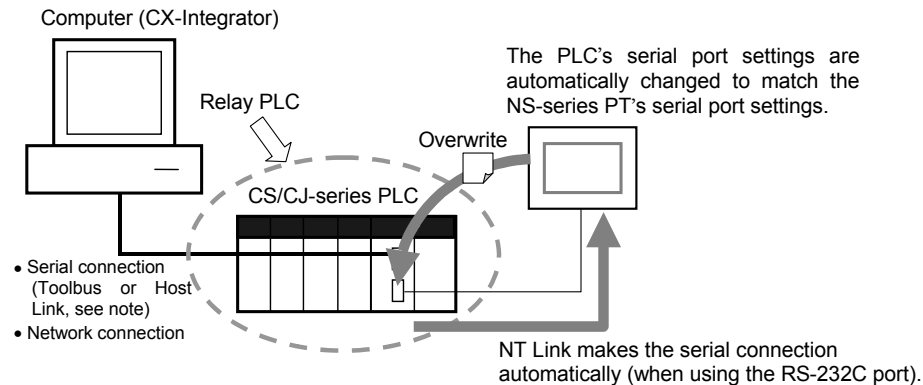 Computer (CX-Integrator)
The PLC's serial port settings are
automatically changed to match the
NS-series PT's serial port settings.
Relay PLC
Overwrite
CS/CJ-series PLC
• Serial connection
(Toolbus or Host
Link, see note)
• Network connection
NT Link makes the serial connection
automatically (when using the RS-232C port).